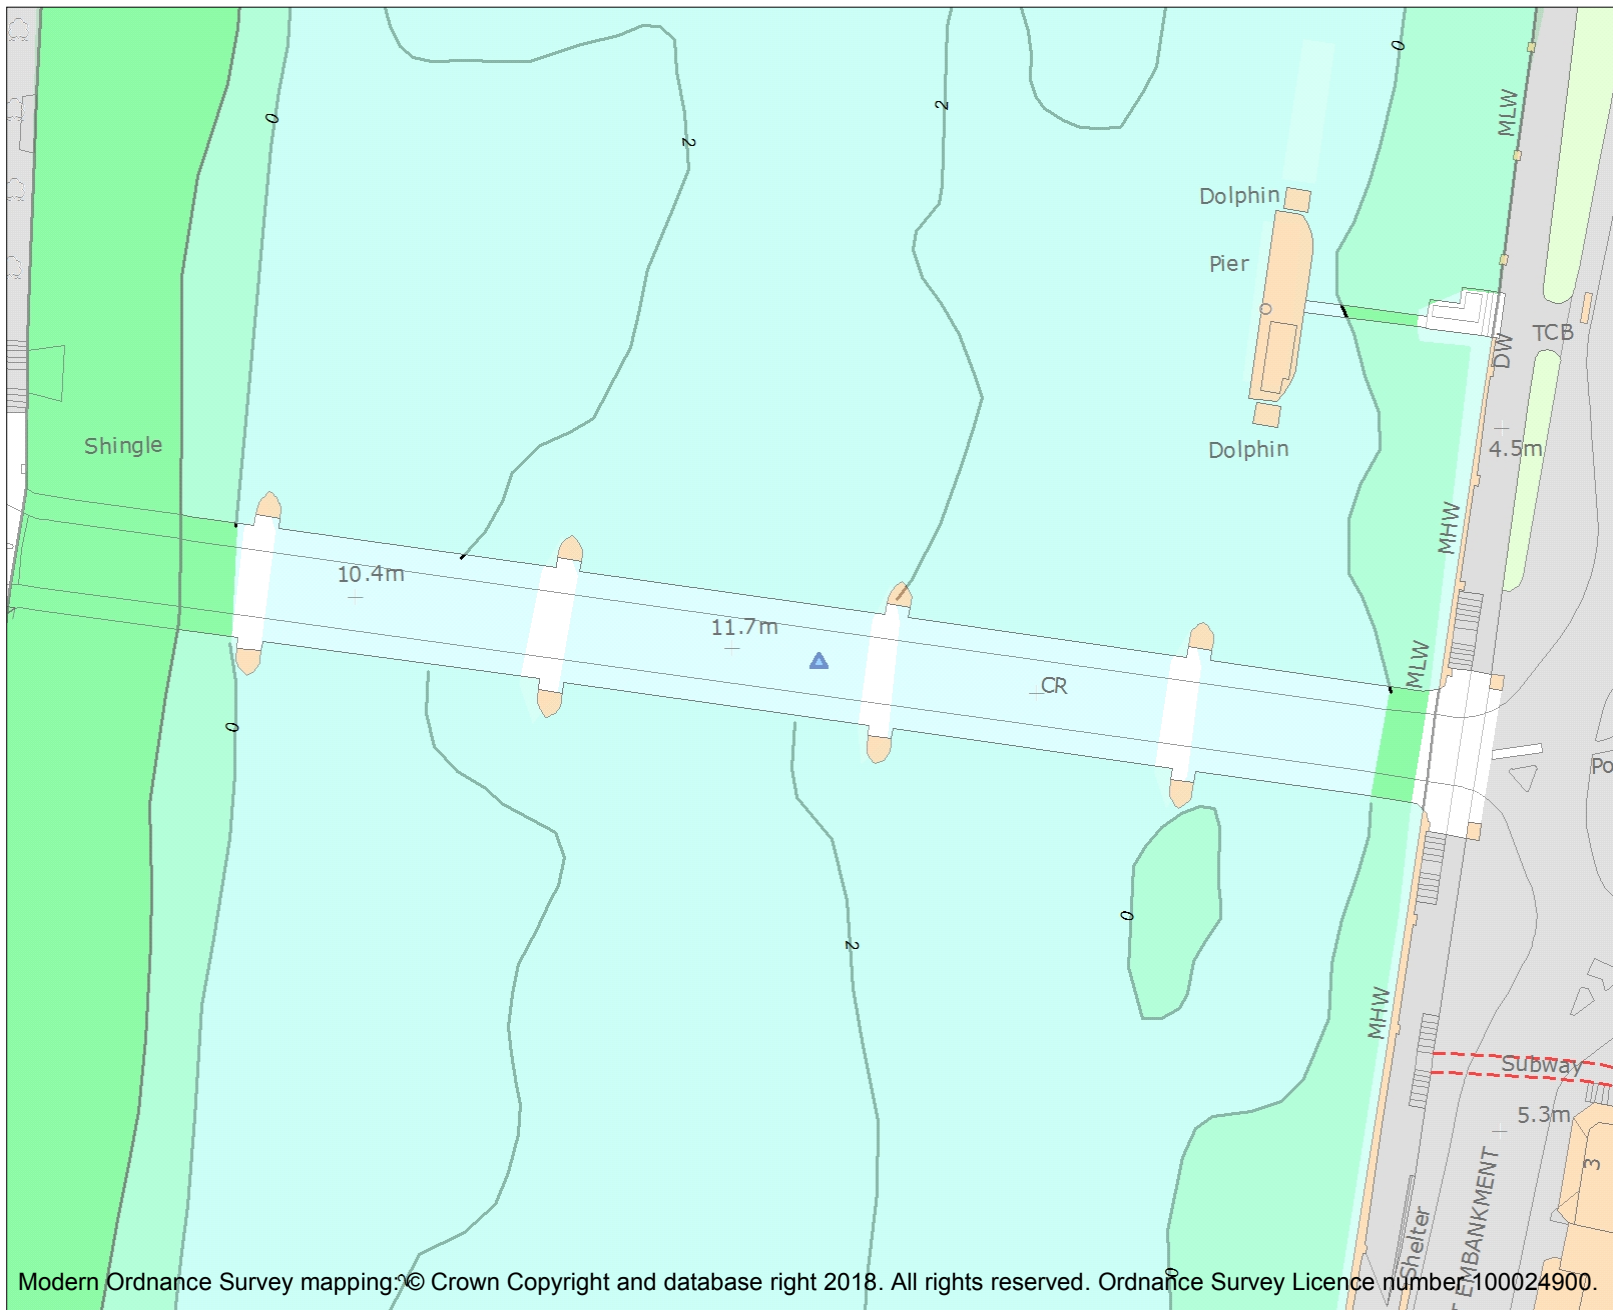 0
2
2
0
MLW
Dolphin
Pier
TCB
DW
Shingle
Dolphin
4.5m
MHW
10.4m
11.7m
CR
MLW
0
Po
0
2
MHW
Subway
5.3m
3
EMBANKMENT
Shelter
2
0
Modern Ordnance Survey mapping: © Crown Copyright and database right 2018. All rights reserved. Ordnance Survey Licence number 100024900.